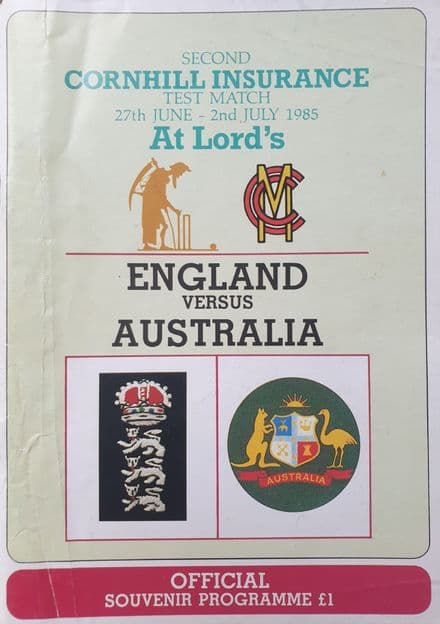 SECOND
CORNHILL INSURANCE
TEST MATCH
27th JUNE - 2nd JULY 1985
At Lord's
MCC
ENGLAND
VERSUS
AUSTRALIA
AUSTRALIA
OFFICIAL
SOUVENIR PROGRAMME £1